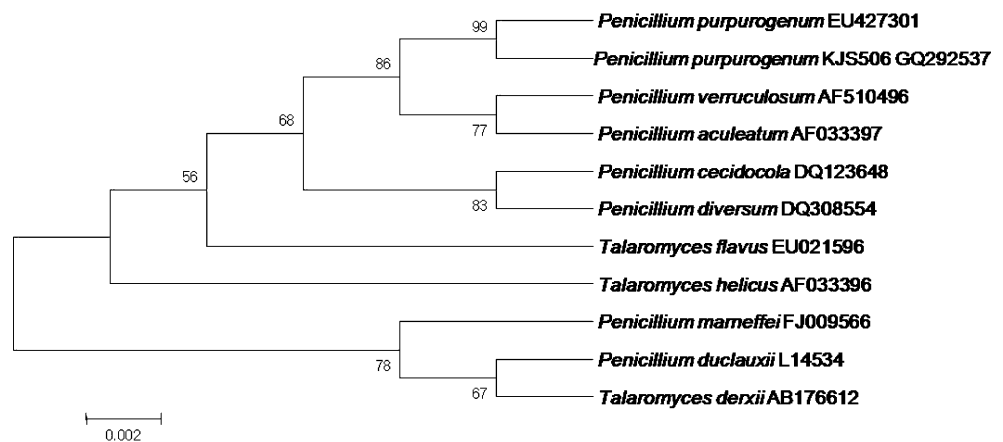 99
Penicillium purpurogenum EU427301
Penicillium purpurogenum KJS506 GQ292537
86
Penicillium verruculosum AF510496
77
Penicillium aculeatum AF033397
68
Penicillium cecidocola DQ123648
83
Penicillium diversum DQ308554
56
Talaromyces flavus EU021596
Talaromyces helicus AF033396
Penicillium marneffei FJ009566
78
Penicillium duclauxii L14534
67
Talaromyces derxii AB176612
0.002